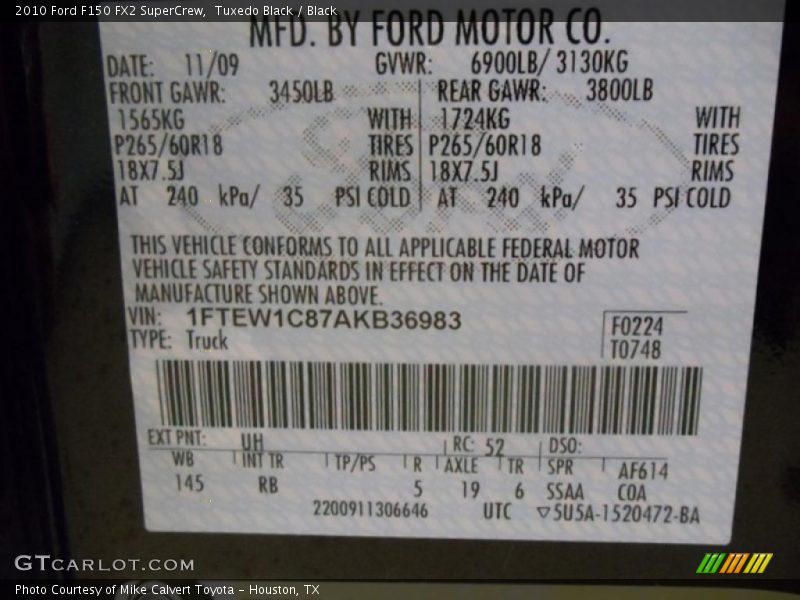 2010 Ford F150 FX2 SuperCrew,  Tuxedo Black / Black
MFD. BY FORD MOTOR CO.
DATE: 11/09 GVWR: 6900LB/ 3130KG
FRONT GAWR: 3450LB REAR GAWR: 3800LB
1565KG WITH 1724KG WITH
P265/60R18 TIRES P265/60R18 TIRES
18X7.5J RIMS 18X7.5J RIMS
AT 240 kPa/ 35 PSI COLD AT 240 kPa/ 35 PSI COLD
THIS VEHICLE CONFORMS TO ALL APPLICABLE FEDERAL MOTOR
VEHICLE SAFETY STANDARDS IN EFFECT ON THE DATE OF
MANUFACTURE SHOWN ABOVE.
VIN: 1FTEW1C87AKB36983
F0224
TYPE: Truck
T0748
EXT PNT: UH RC: 52 DSO:
WB INT TR TP/PS R AXLE TR SPR AF614
145 RB 5 19 6 SSAA COA
2200911306646 UTC ▽5U5A-1520472-BA
GTCARLOT.COM
Photo Courtesy of Mike Calvert Toyota – Houston, TX